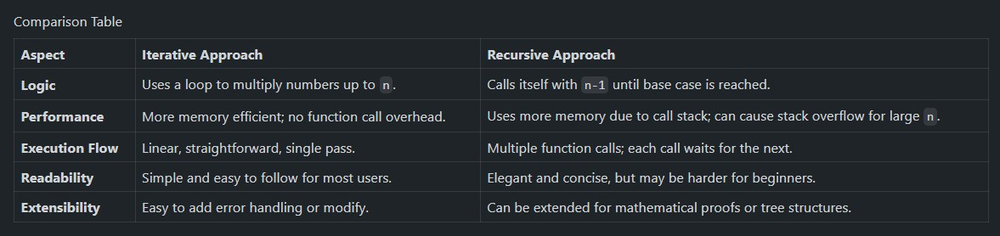 Comparison Table
Aspect Iterative Approach Recursive Approach
Logic Uses a loop to multiply numbers up to n. Calls itself with n-1 until base case is reached.
Performance More memory efficient; no function call overhead. Uses more memory due to call stack; can cause stack overflow for large n.
Execution Flow Linear, straightforward, single pass. Multiple function calls; each call waits for the next.
Readability Simple and easy to follow for most users. Elegant and concise, but may be harder for beginners.
Extensibility Easy to add error handling or modify. Can be extended for mathematical proofs or tree structures.